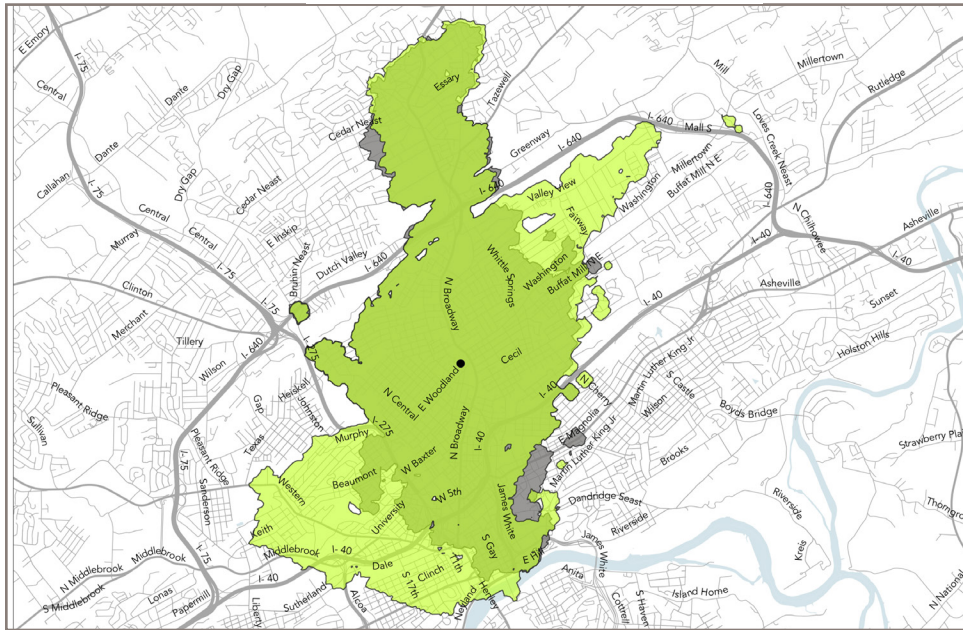 E Emory
I- 75
Central
Dante
Dry Gap
Essary
Tazewell
Mill
Millertown
Rutledge
Cedar Neast
Greenway
I- 640
Mall S
Loves Creek Neast
Dante
Callahan
I- 75
Dry Gap
Cedar Neast
I- 640
Valley View
Washington
Millertown
Buffat Mill N E
I- 640
Central
Murray
Central
E Inskip
Fairway
N Chilhowee
Asheville
I- 40
I- 75
Dutch Valley
I- 640
Whittle Springs
Washington
Buffat Mill N E
Clinton
Bruhin Neast
N Broadway
I- 40
Asheville
Merchant
I- 75
Sunset
Tillery
I- 640
I- 75
Cecil
Martin Luther King Jr
Holston Hills
Wilson
E Woodland
N
Cherry
S Castle
Pleasant Ridge
Heiskell
N Central
I- 40
Wilson
Boyds Bridge
Gap
Johnston
I- 275
N Broadway
E Magnolia
Sullivan
Texas
Murphy
I- 40
Martin Luther King Jr
Brooks
Strawberry Pla
I- 75
Pleasant Ridge
W Baxter
Sanderson
Western
Beaumont
W 5th
James White
Dandridge Seast
Riverside
Thorngro
Keith
University
Riverside
I- 75
Middlebrook
Middlebrook
I- 40
S Gay
James White
Kreis
N Middlebrook
I- 40
Dale
Clinch
11th
Anita
S Middlebrook
Lonas
Papermill
Sutherland
S 17th
Henley
Island Home
Liberty
Alcoa
Neyland
Cottrell
S Haven
N National